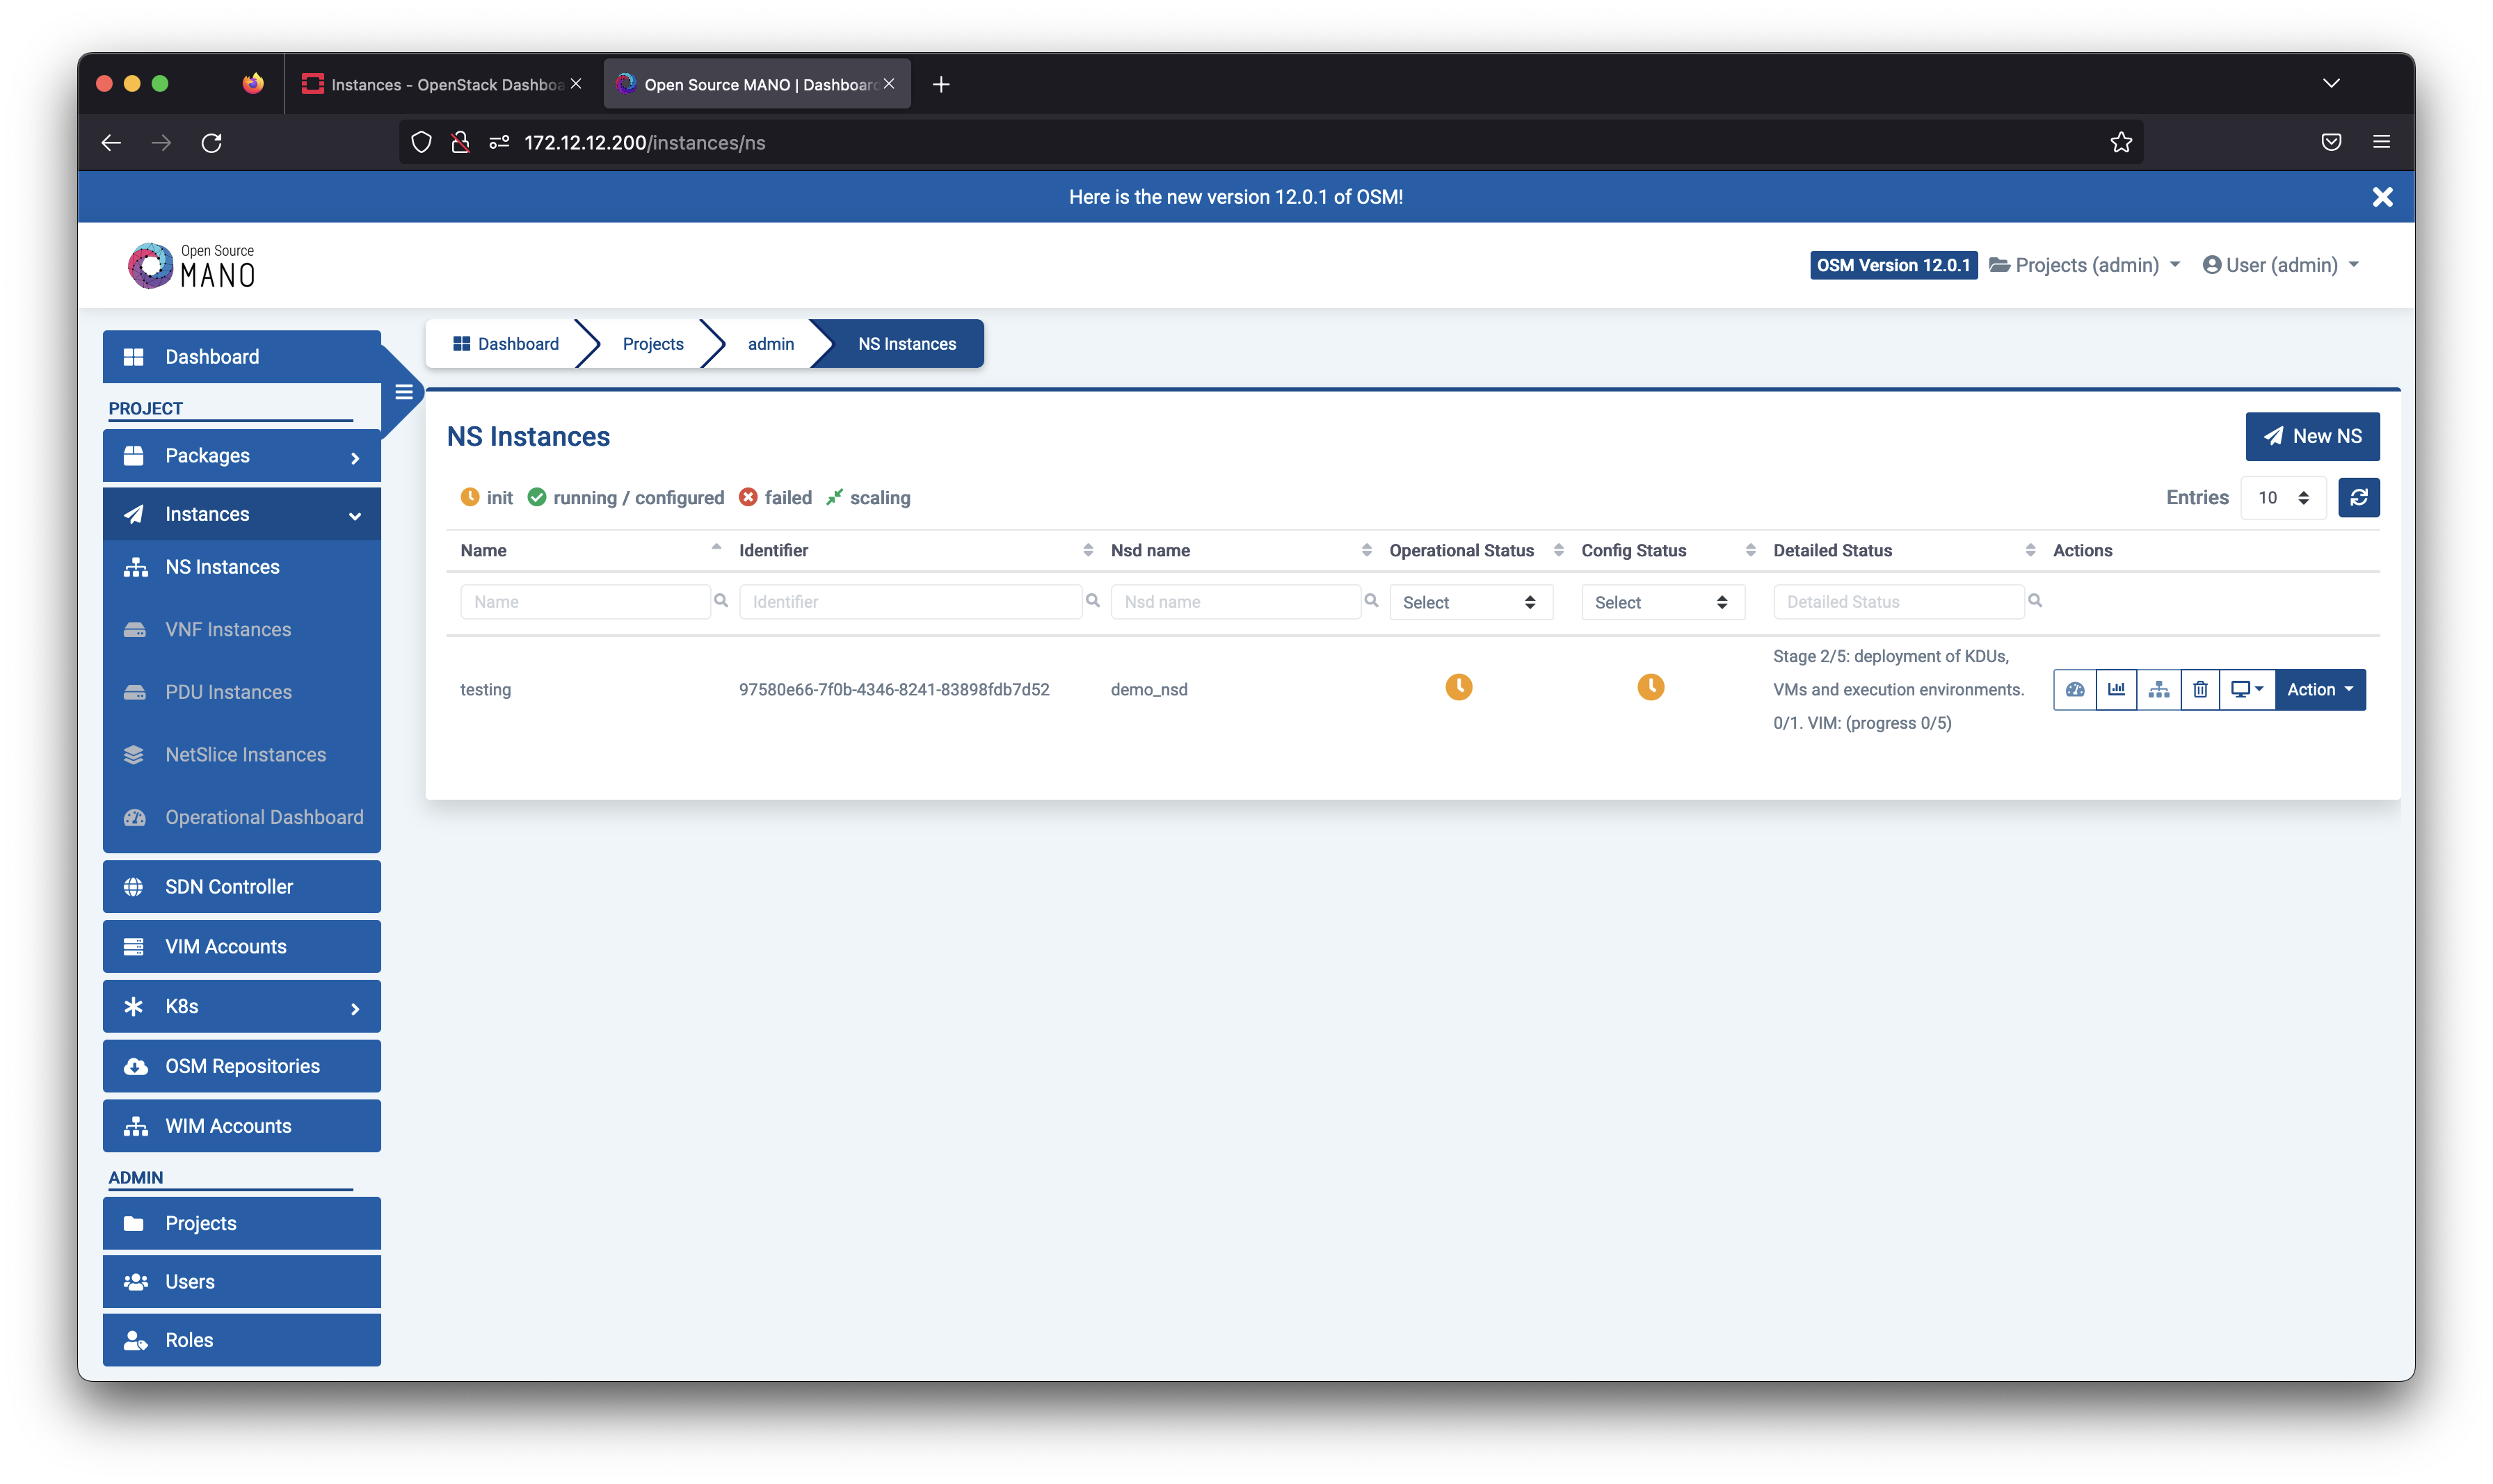 Instances - OpenStack Dashboa
Open Source MANO | Dashboard
172.12.12.200/instances/ns
Here is the new version 12.0.1 of OSM!
Open Source
MANO
OSM Version 12.0.1
Projects (admin)
User (admin)
Dashboard
PROJECT
Packages
Instances
NS Instances
VNF Instances
PDU Instances
NetSlice Instances
Operational Dashboard
SDN Controller
VIM Accounts
K8s
OSM Repositories
WIM Accounts
ADMIN
Projects
Users
Roles
Dashboard
Projects
admin
NS Instances
NS Instances
New NS
init
running / configured
failed
scaling
Entries
10
Name
Identifier
Nsd name
Operational Status
Config Status
Detailed Status
Actions
Name
Identifier
Nsd name
Select
Select
Detailed Status
testing
97580e66-7f0b-4346-8241-83898fdb7d52
demo_nsd
Stage 2/5: deployment of KDUs,
VMs and execution environments.
0/1. VIM: (progress 0/5)
Action